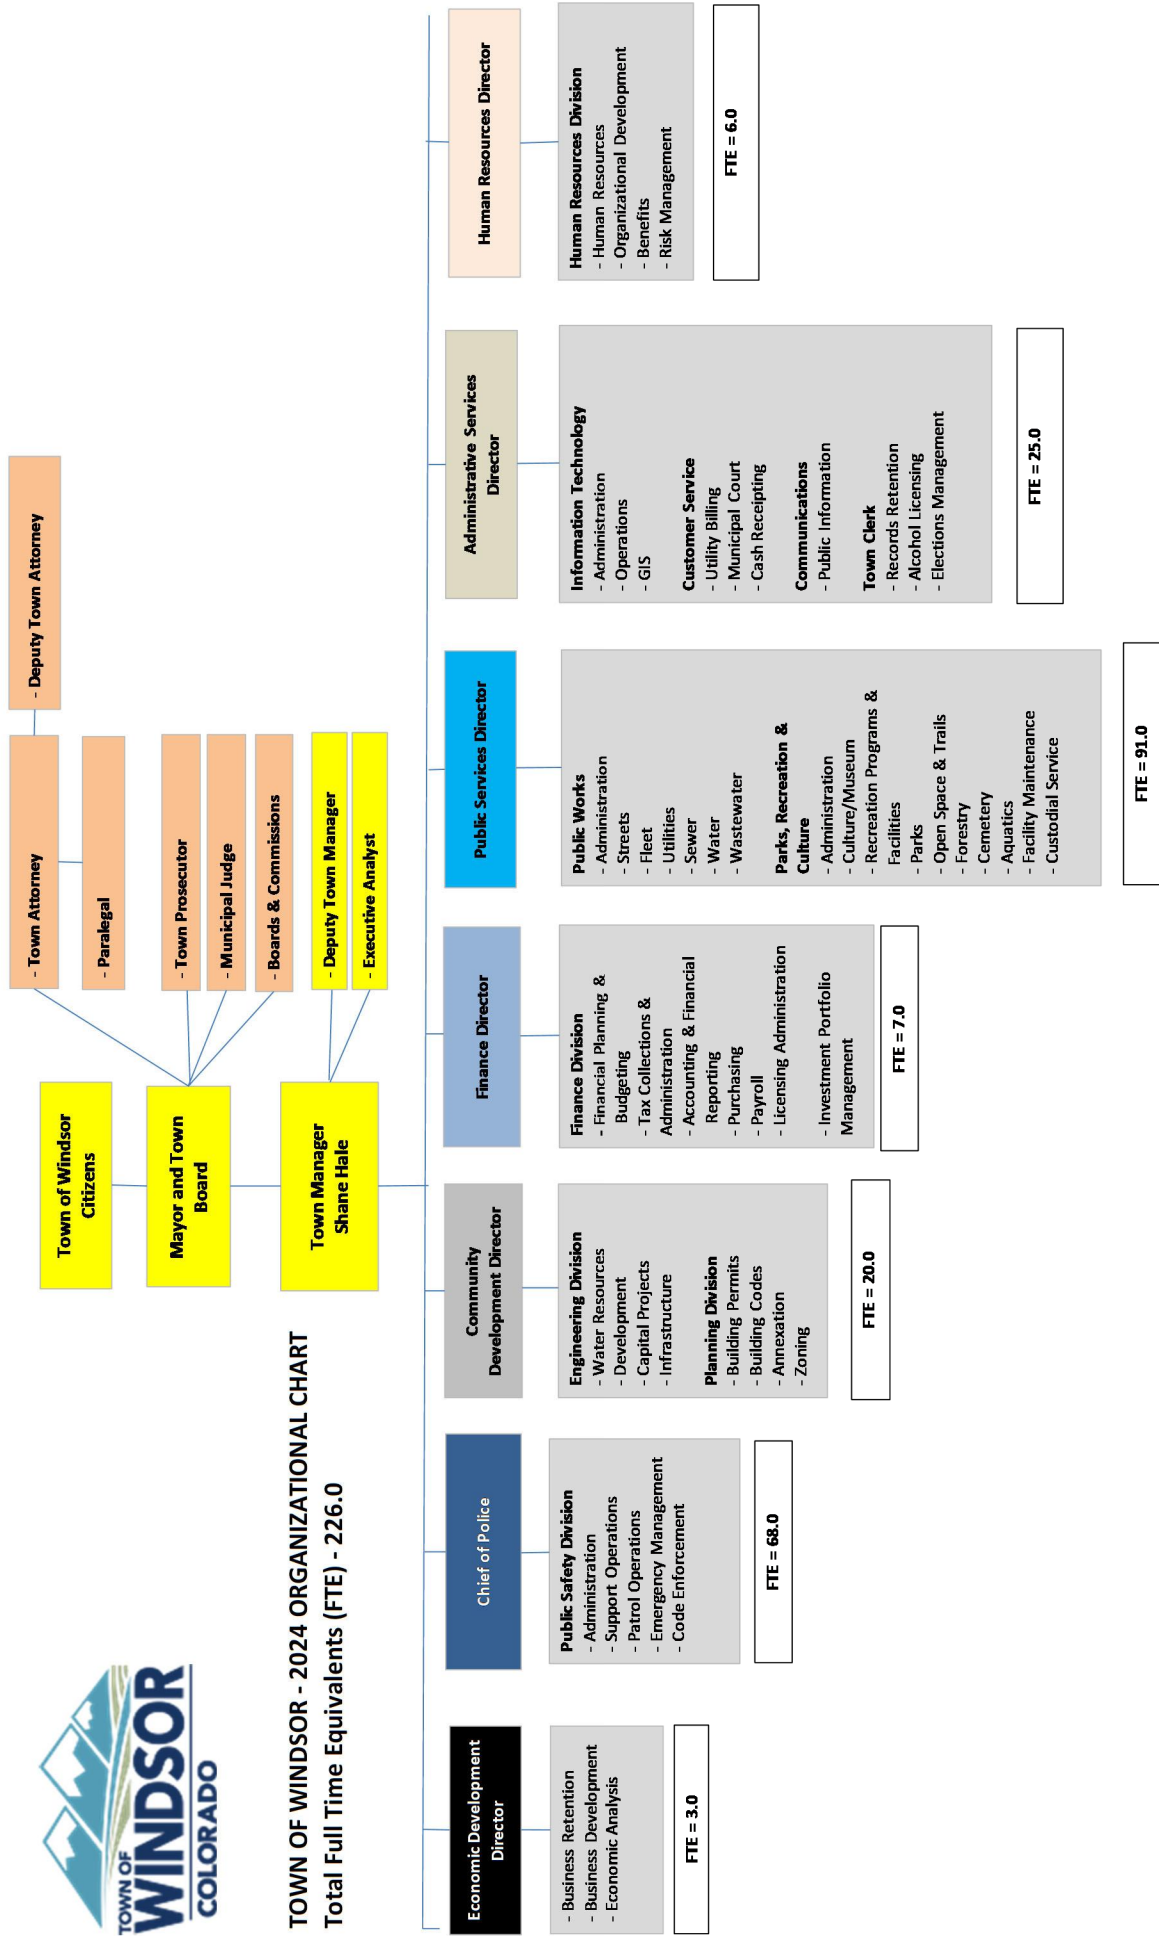 TOWN OF
WINDSOR
COLORADO
TOWN OF WINDSOR - 2024 ORGANIZATIONAL CHART
Total Full Time Equivalents (FTE) - 226.0
Town of Windsor
Citizens
Mayor and Town
Board
Town Manager
Shane Hale
- Town Attorney
- Deputy Town Attorney
- Paralegal
- Town Prosecutor
- Municipal Judge
- Boards & Commissions
- Deputy Town Manager
- Executive Analyst
Economic Development
Director
- Business Retention
- Business Development
- Economic Analysis
FTE = 3.0
Chief of Police
Public Safety Division
- Administration
- Support Operations
- Patrol Operations
- Emergency Management
- Code Enforcement
FTE = 68.0
Community
Development Director
Engineering Division
- Water Resources
- Development
- Capital Projects
- Infrastructure
Planning Division
- Building Permits
- Building Codes
- Annexation
- Zoning
FTE = 20.0
Finance Director
Finance Division
- Financial Planning &
Budgeting
- Tax Collections &
Administration
- Accounting & Financial
Reporting
- Purchasing
- Payroll
- Licensing Administration
- Investment Portfolio
Management
FTE = 7.0
Public Services Director
Public Works
- Administration
- Streets
- Fleet
- Utilities
- Sewer
- Water
- Wastewater
Parks, Recreation &
Culture
- Administration
- Culture/Museum
- Recreation Programs &
Facilities
- Parks
- Open Space & Trails
- Forestry
- Cemetery
- Aquatics
- Facility Maintenance
- Custodial Service
FTE = 91.0
Administrative Services
Director
Information Technology
- Administration
- Operations
- GIS
Customer Service
- Utility Billing
- Municipal Court
- Cash Receipting
Communications
- Public Information
Town Clerk
- Records Retention
- Alcohol Licensing
- Elections Management
FTE = 25.0
Human Resources Director
Human Resources Division
- Human Resources
- Organizational Development
- Benefits
- Risk Management
FTE = 6.0